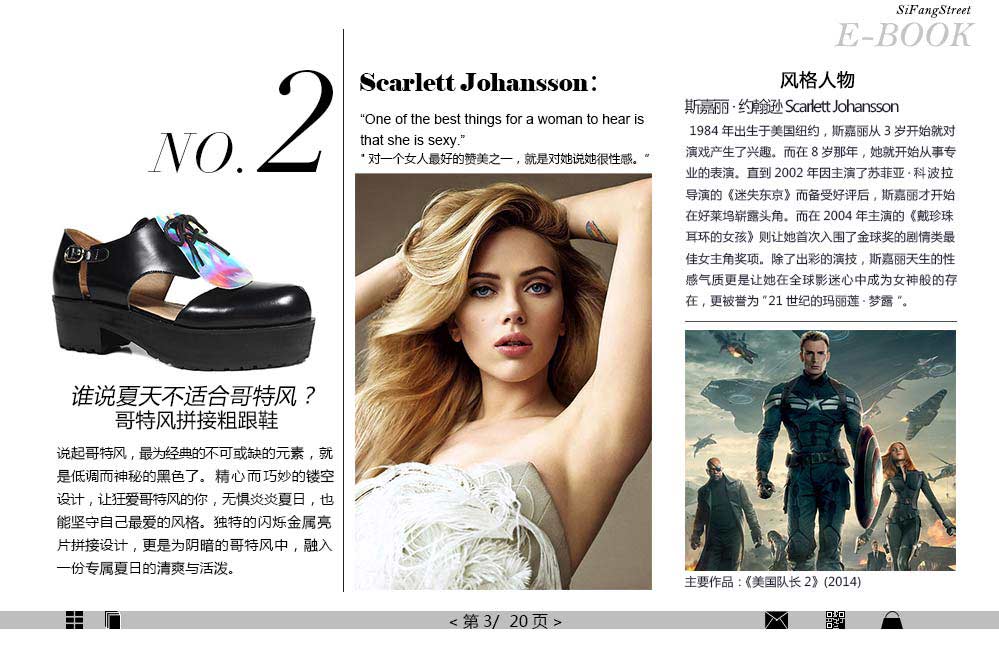 SiFangStreet
E-BOOK
NO.2
谁说夏天不适合哥特风？
哥特风拼接粗跟鞋
说起哥特风，最为经典的不可或缺的元素，就
是低调而神秘的黑色了。精心而巧妙的镂空
设计，让狂爱哥特风的你，无惧炎炎夏日，也
能坚守自己最爱的风格。独特的闪烁金属亮
片拼接设计，更是为阴暗的哥特风中，融入
一份专属夏日的清爽与活泼。
Scarlett Johansson：
“One of the best things for a woman to hear is
that she is sexy.”
" 对一个女人最好的赞美之一，就是对她说她很性感。”
风格人物
斯嘉丽 · 约翰逊 Scarlett Johansson
1984 年出生于美国纽约，斯嘉丽从 3 岁开始就对
演戏产生了兴趣。而在 8 岁那年，她就开始从事专
业的表演。直到 2002 年因主演了苏菲亚 · 科波拉
导演的《迷失东京》而备受好评后，斯嘉丽才开始
在好莱坞崭露头角。而在 2004 年主演的《戴珍珠
耳环的女孩》则让她首次入围了金球奖的剧情类最
佳女主角奖项。除了出彩的演技，斯嘉丽天生的性
感气质更是让她在全球影迷心中成为女神般的存
在，更被誉为 “21 世纪的玛丽莲 · 梦露 ”。
主要作品：《美国队长 2》(2014)
< 第 3/ 20 页 >